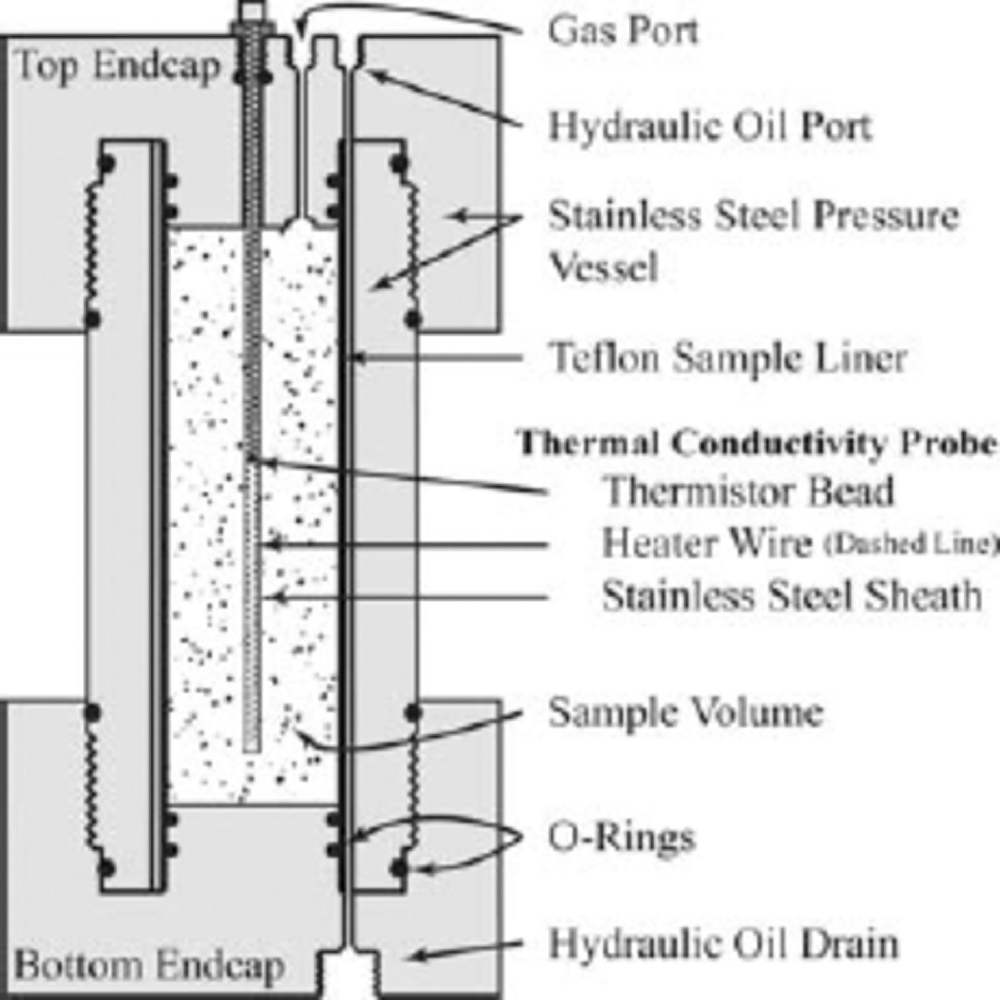 Gas Port
Top Endcap
Hydraulic Oil Port
Stainless Steel Pressure
Vessel
Teflon Sample Liner
Thermal Conductivity Probe
Thermistor Bead
Heater Wire (Dashed Line)
Stainless Steel Sheath
Sample Volume
O-Rings
Hydraulic Oil Drain
Bottom Endcap